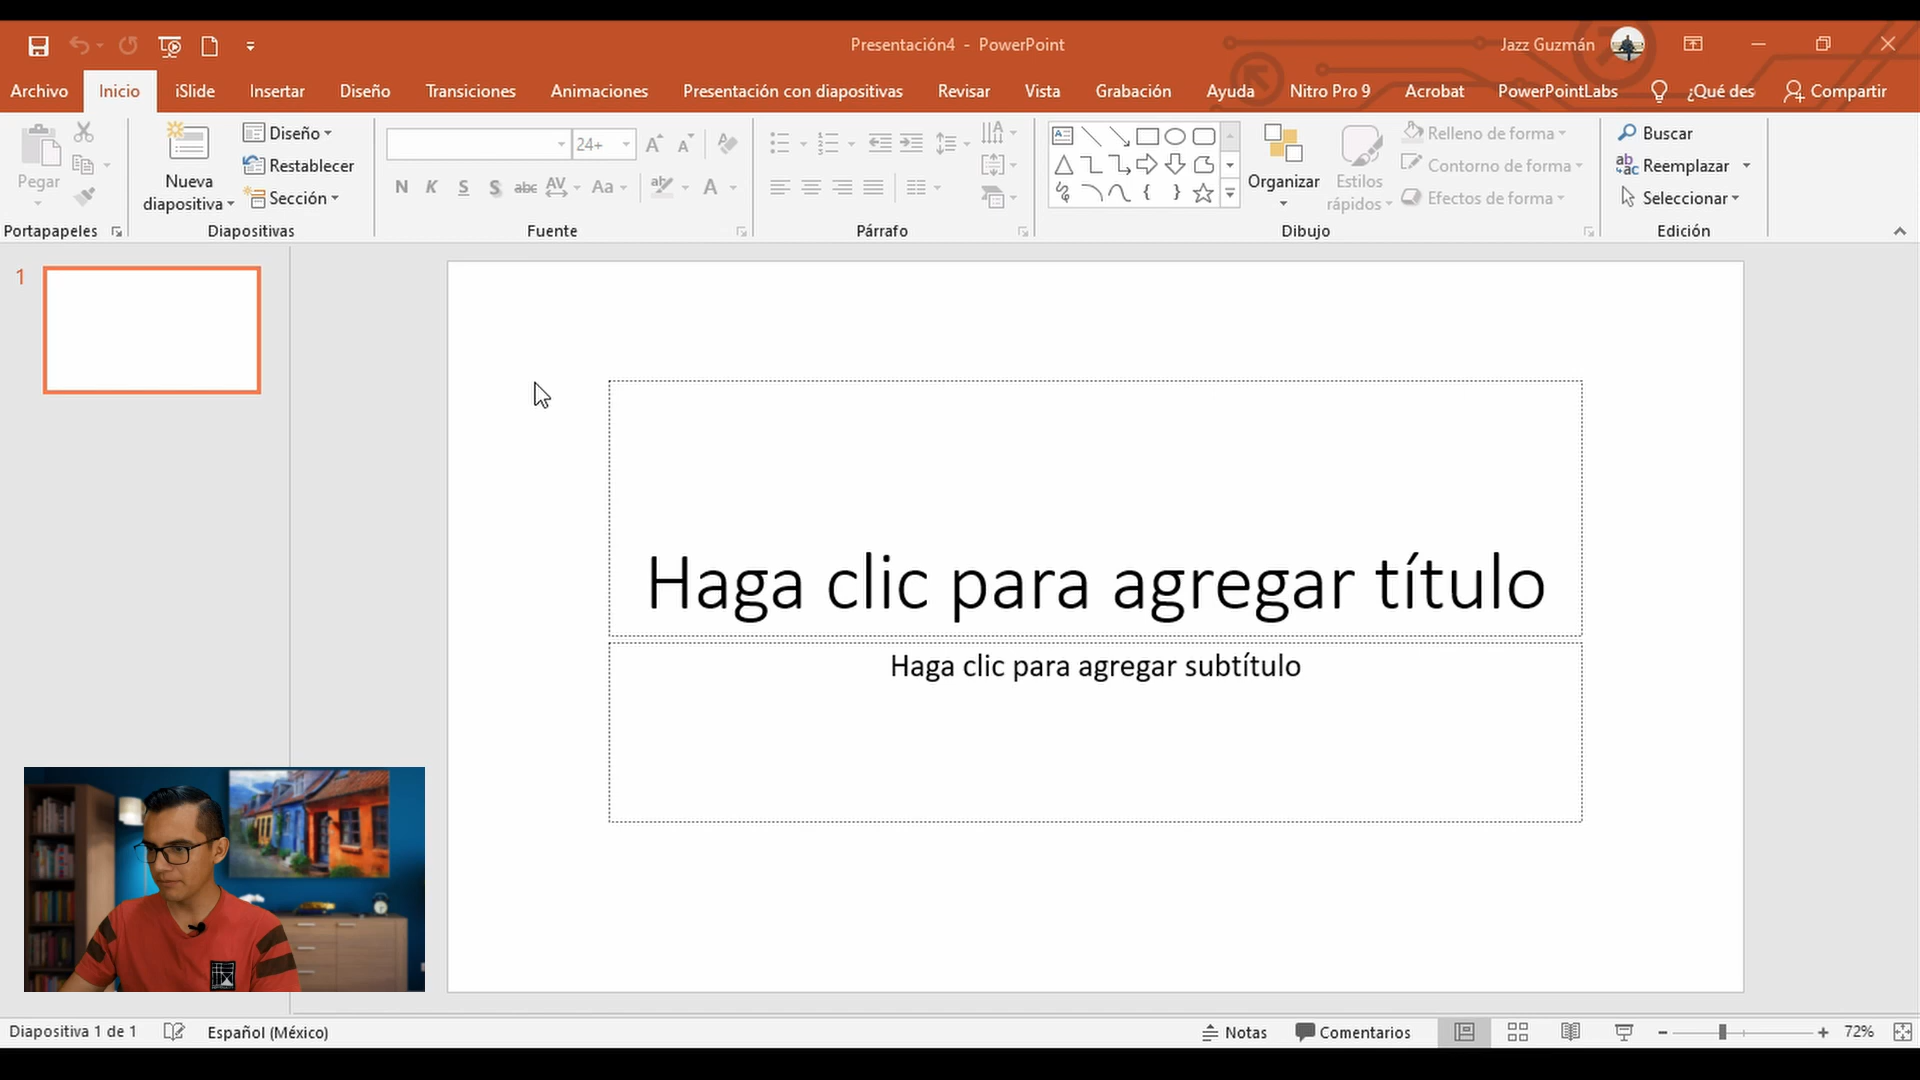 Presentación4 - PowerPoint
Jazz Guzmán
Archivo Inicio iSlide Insertar Diseño Transiciones Animaciones Presentación con diapositivas Revisar Vista Grabación Ayuda Nitro Pro 9 Acrobat PowerPointLabs ¿Qué des Compartir
Pegar
Portapapeles
Nueva diapositiva
Diseño
Restablecer
Sección
Diapositivas
24+
N K S S abc AV Aa ab A
Fuente
Párrafo
Organizar
Estilos rápidos
Relleno de forma
Contorno de forma
Efectos de forma
Dibujo
Buscar
ab ac Reemplazar
Seleccionar
Edición
1
Haga clic para agregar título
Haga clic para agregar subtítulo
Diapositiva 1 de 1 Español (México) Notas Comentarios 72%